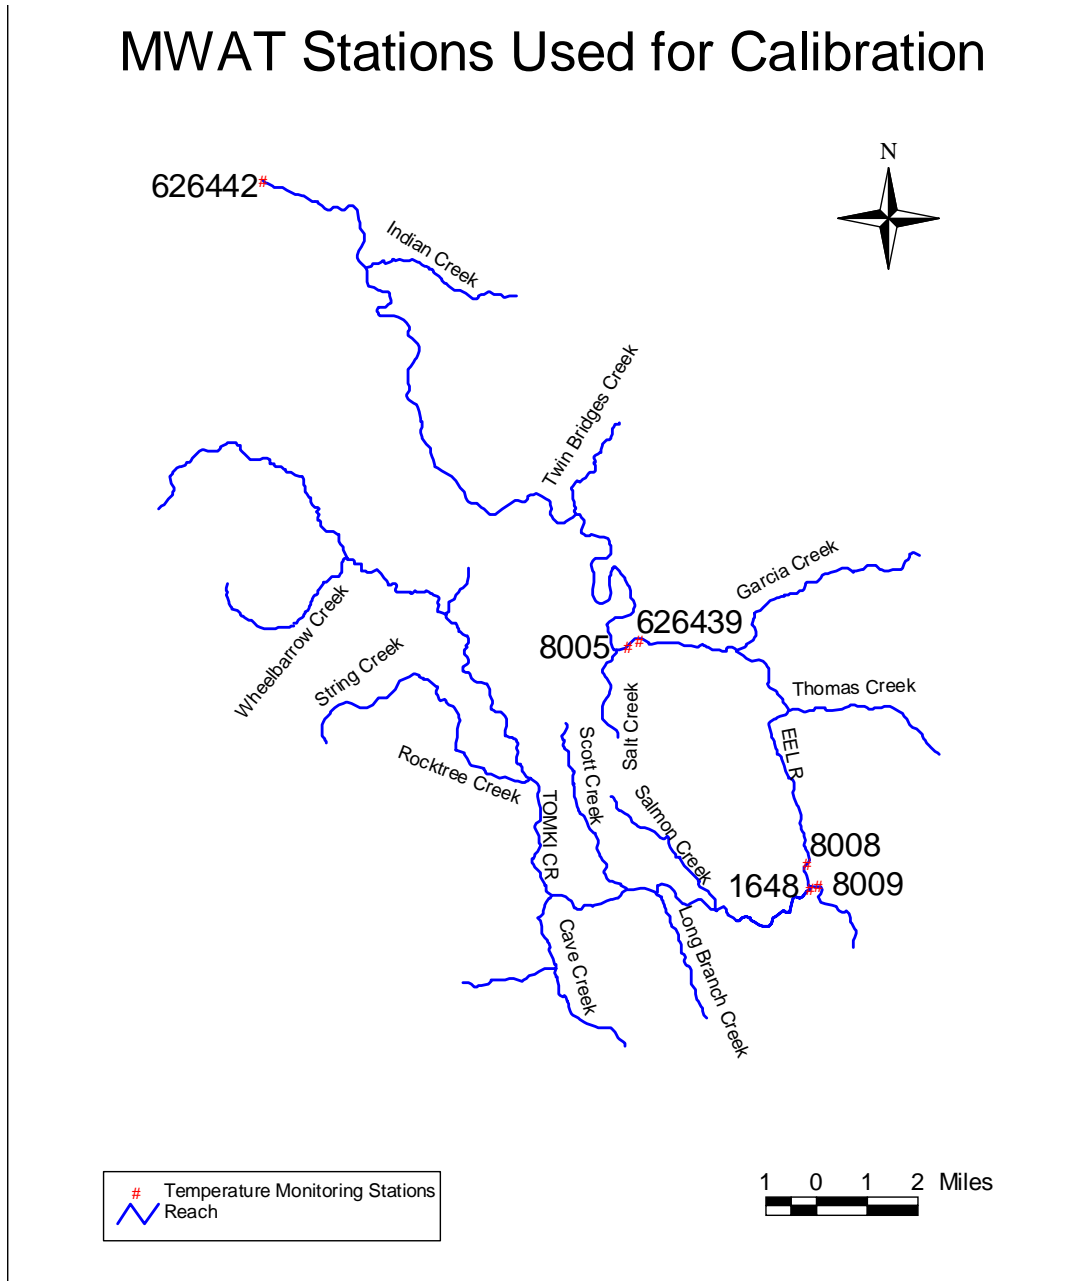 MWAT Stations Used for Calibration
N
626442
#
Indian Creek
Twin Bridges Creek
Garcia Creek
626439
8005
#
#
Wheelbarrow Creek
String Creek
Salt Creek
Thomas Creek
EEL R
Rocktree Creek
Scott Creek
TOMKI CR
Salmon Creek
8008
#
1648
#
#
8009
Cave Creek
Long Branch Creek
# Temperature Monitoring Stations
Reach
1 0 1 2 Miles